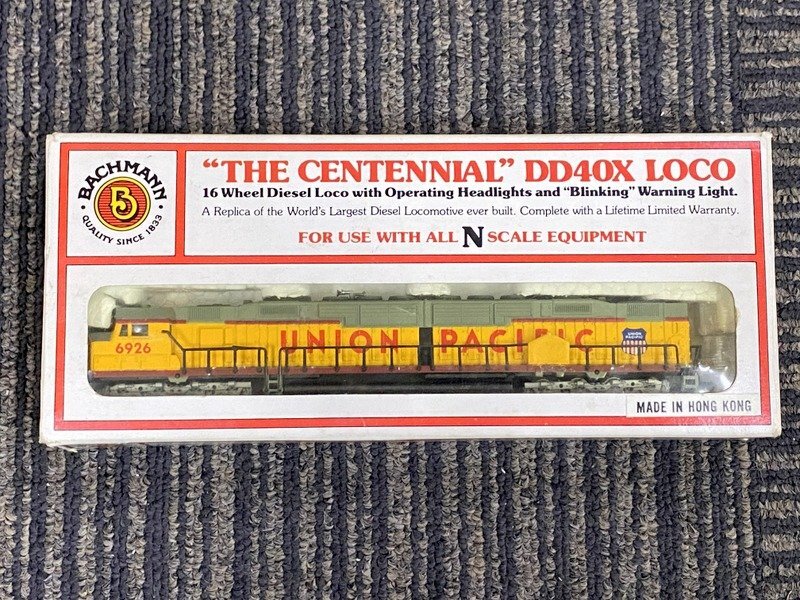 BACHMANN
B
QUALITY SINCE 1833
“THE CENTENNIAL” DD40X LOCO
16 Wheel Diesel Loco with Operating Headlights and “Blinking” Warning Light.
A Replica of the World's Largest Diesel Locomotive ever built. Complete with a Lifetime Limited Warranty.
FOR USE WITH ALL N SCALE EQUIPMENT
6926
UNION PACIFIC
UNION PACIFIC
MADE IN HONG KONG